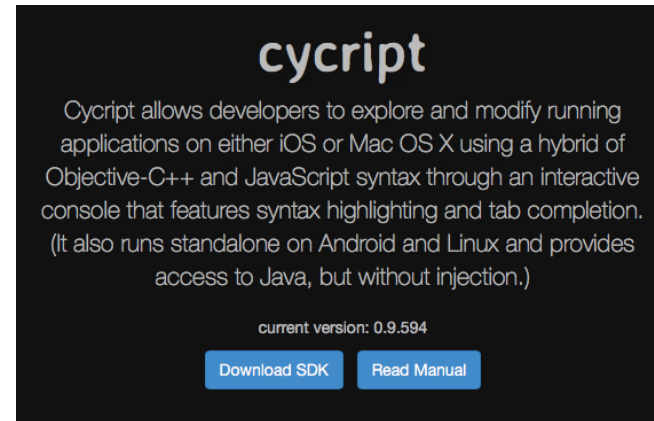 cycript
Cycript allows developers to explore and modify running
applications on either iOS or Mac OS X using a hybrid of
Objective-C++ and JavaScript syntax through an interactive
console that features syntax highlighting and tab completion.
(It also runs standalone on Android and Linux and provides
access to Java, but without injection.)
current version: 0.9.594
Download SDK Read Manual